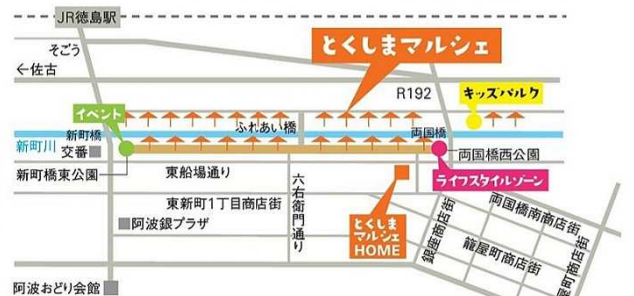 JR徳島駅
そごう
←佐古
とくしまマルシェ
R192
キッズパルク
イベント
ふれあい橋
両国橋
新町川
新町橋
交番
両国橋西公園
新町橋東公園
東船場通り
ライフスタイルゾーン
東新町1丁目商店街
六右衛門通り
阿波銀プラザ
とくしま
マルシェ
HOME
銀座商店街
両国橋南商店街
籠屋町商店街
阿波おどり会館